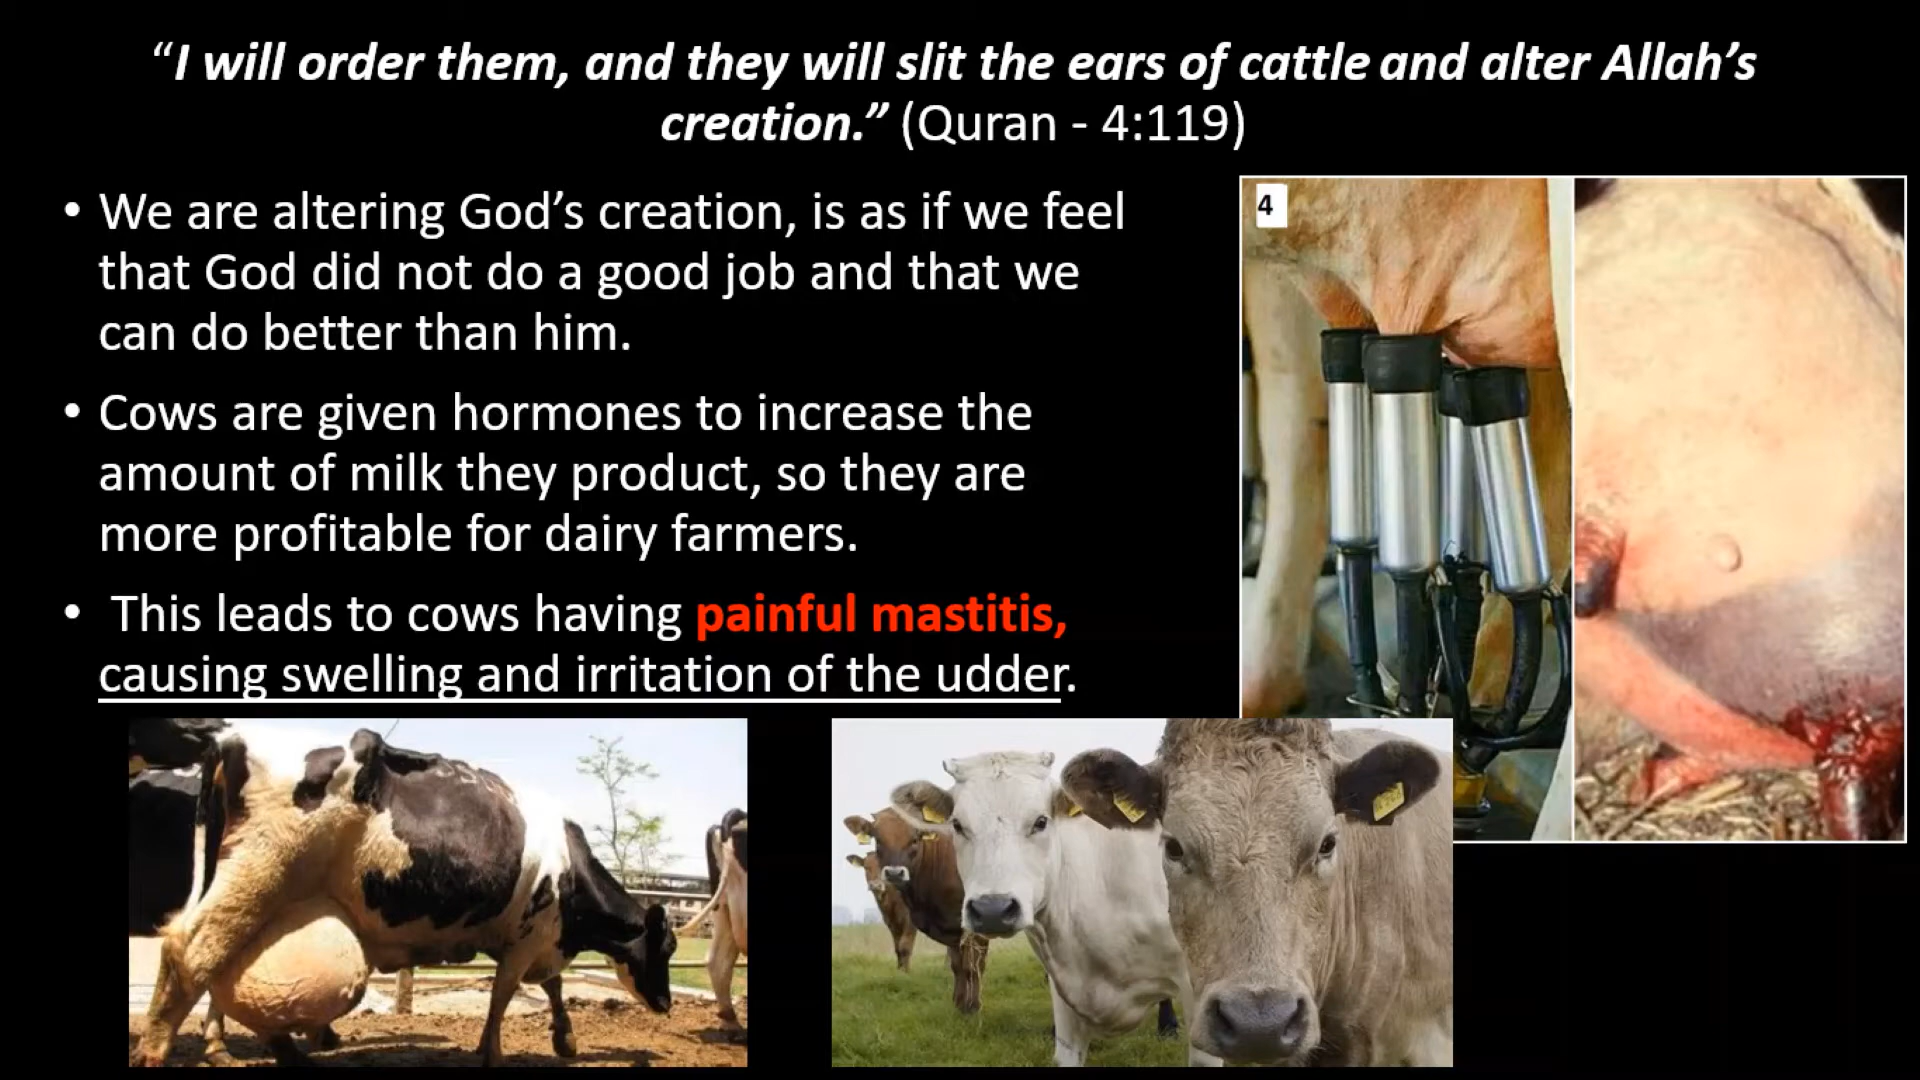 “I will order them, and they will slit the ears of cattle and alter Allah’s
creation.” (Quran - 4:119)
• We are altering God’s creation, is as if we feel
that God did not do a good job and that we
can do better than him.
• Cows are given hormones to increase the
amount of milk they product, so they are
more profitable for dairy farmers.
• This leads to cows having painful mastitis,
causing swelling and irritation of the udder.
4